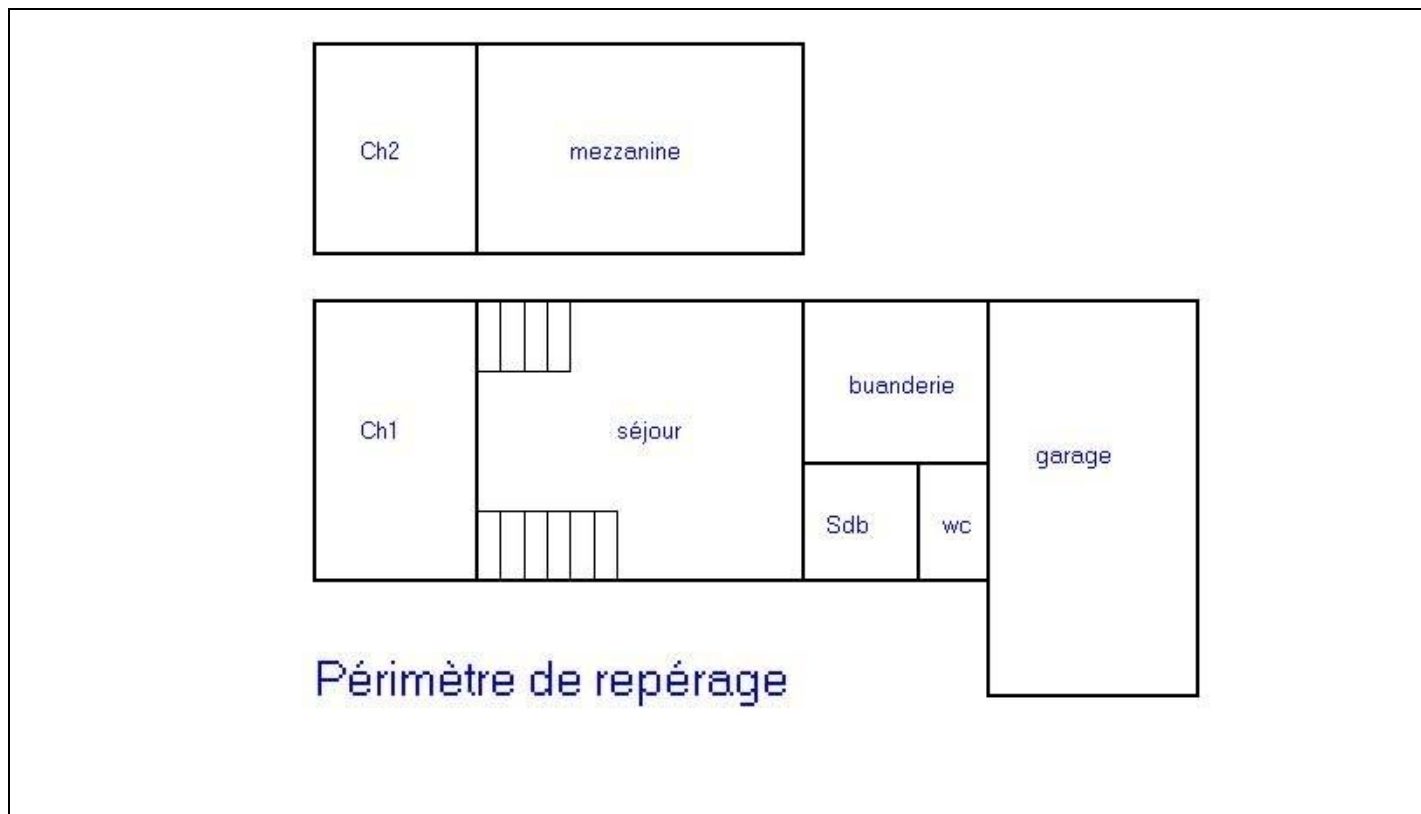 Ch2 mezzanine
buanderie
Ch1 séjour
garage
Sdb wc
Périmètre de repérage